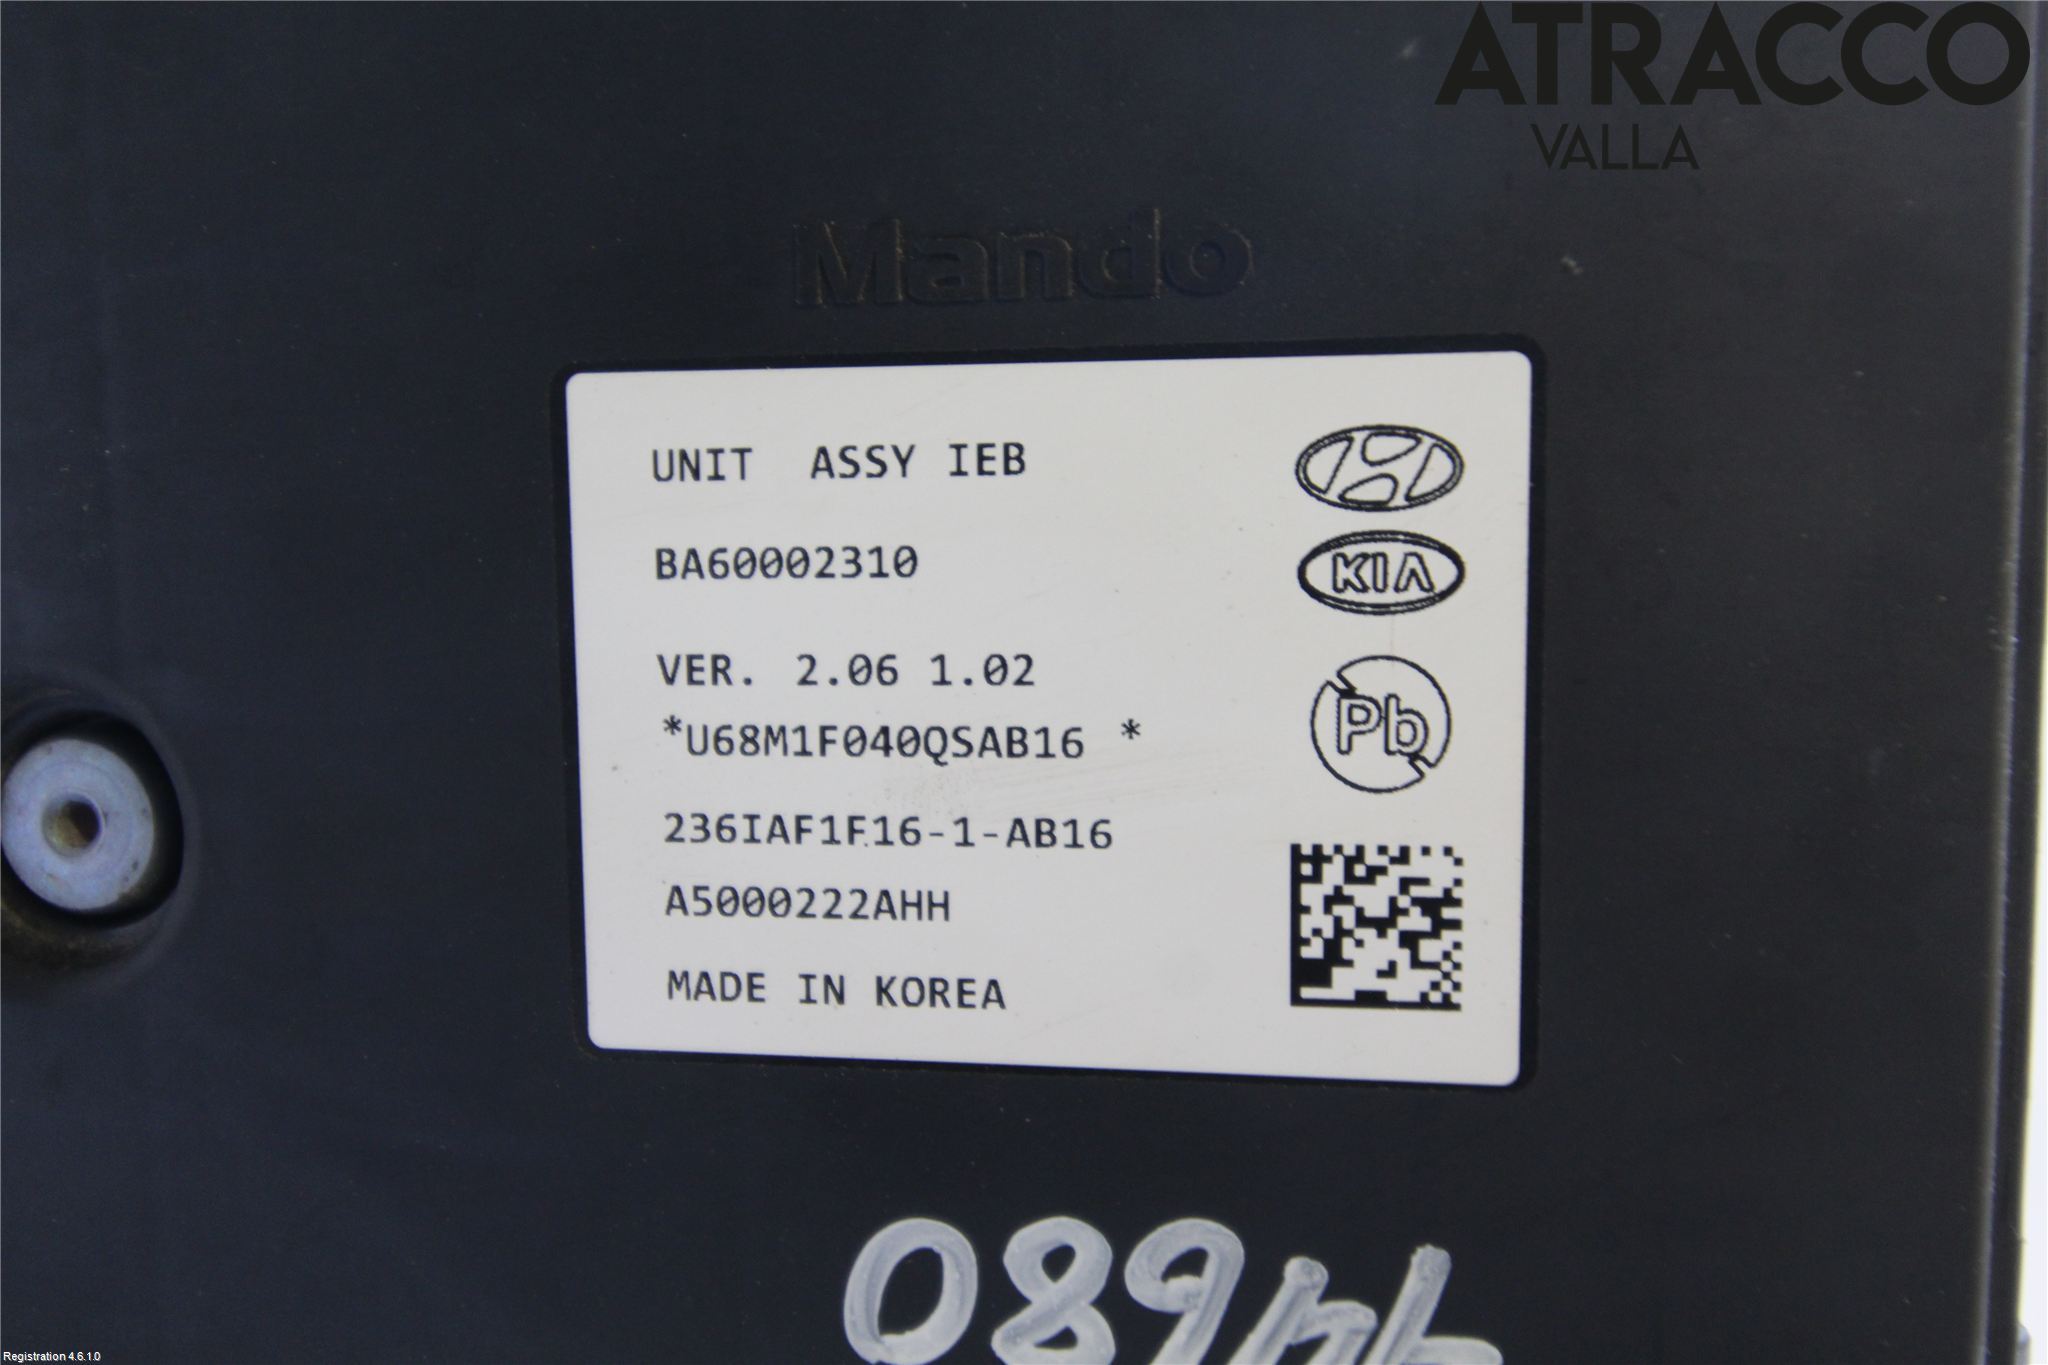 ATRACCO
VALLA
Mando
UNIT ASSY IEB
BA60002310
VER. 2.06 1.02
*U68M1F040QSAB16 *
236IAF1F16-1-AB16
A5000222AHH
MADE IN KOREA
KIA
Pb
Registration 4.6.1.0